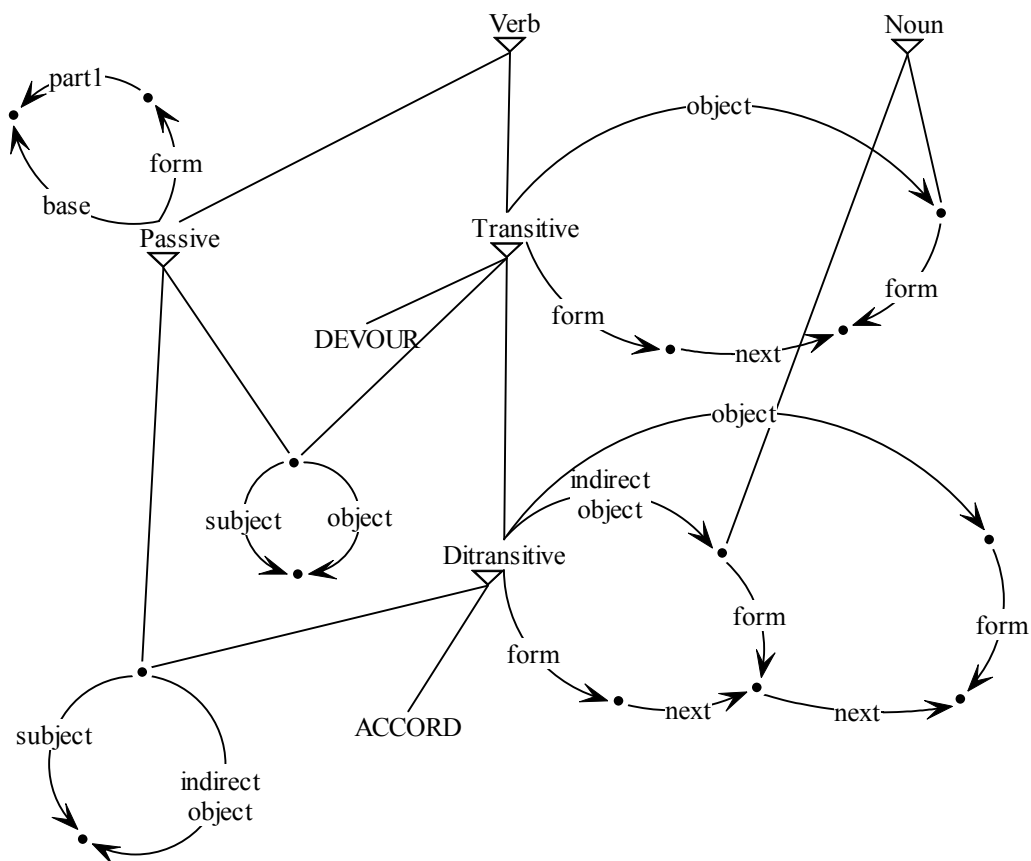 Verb
Noun
part1
object
form
base
Passive
Transitive
form
form
DEVOUR
next
object
indirect
object
subject
object
Ditransitive
form
form
form
next
next
ACCORD
subject
indirect
object